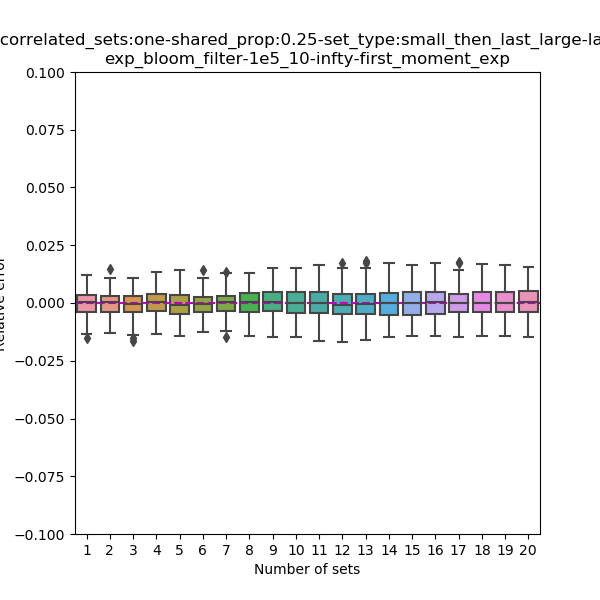 correlated_sets:one-shared_prop:0.25-set_type:small_then_last_large-la
exp_bloom_filter-1e5_10-infty-first_moment_exp
0.100
0.075
0.050
0.025
0.000
−0.025
−0.050
−0.075
−0.100
Relative error
1 2 3 4 5 6 7 8 9 10 11 12 13 14 15 16 17 18 19 20
Number of sets